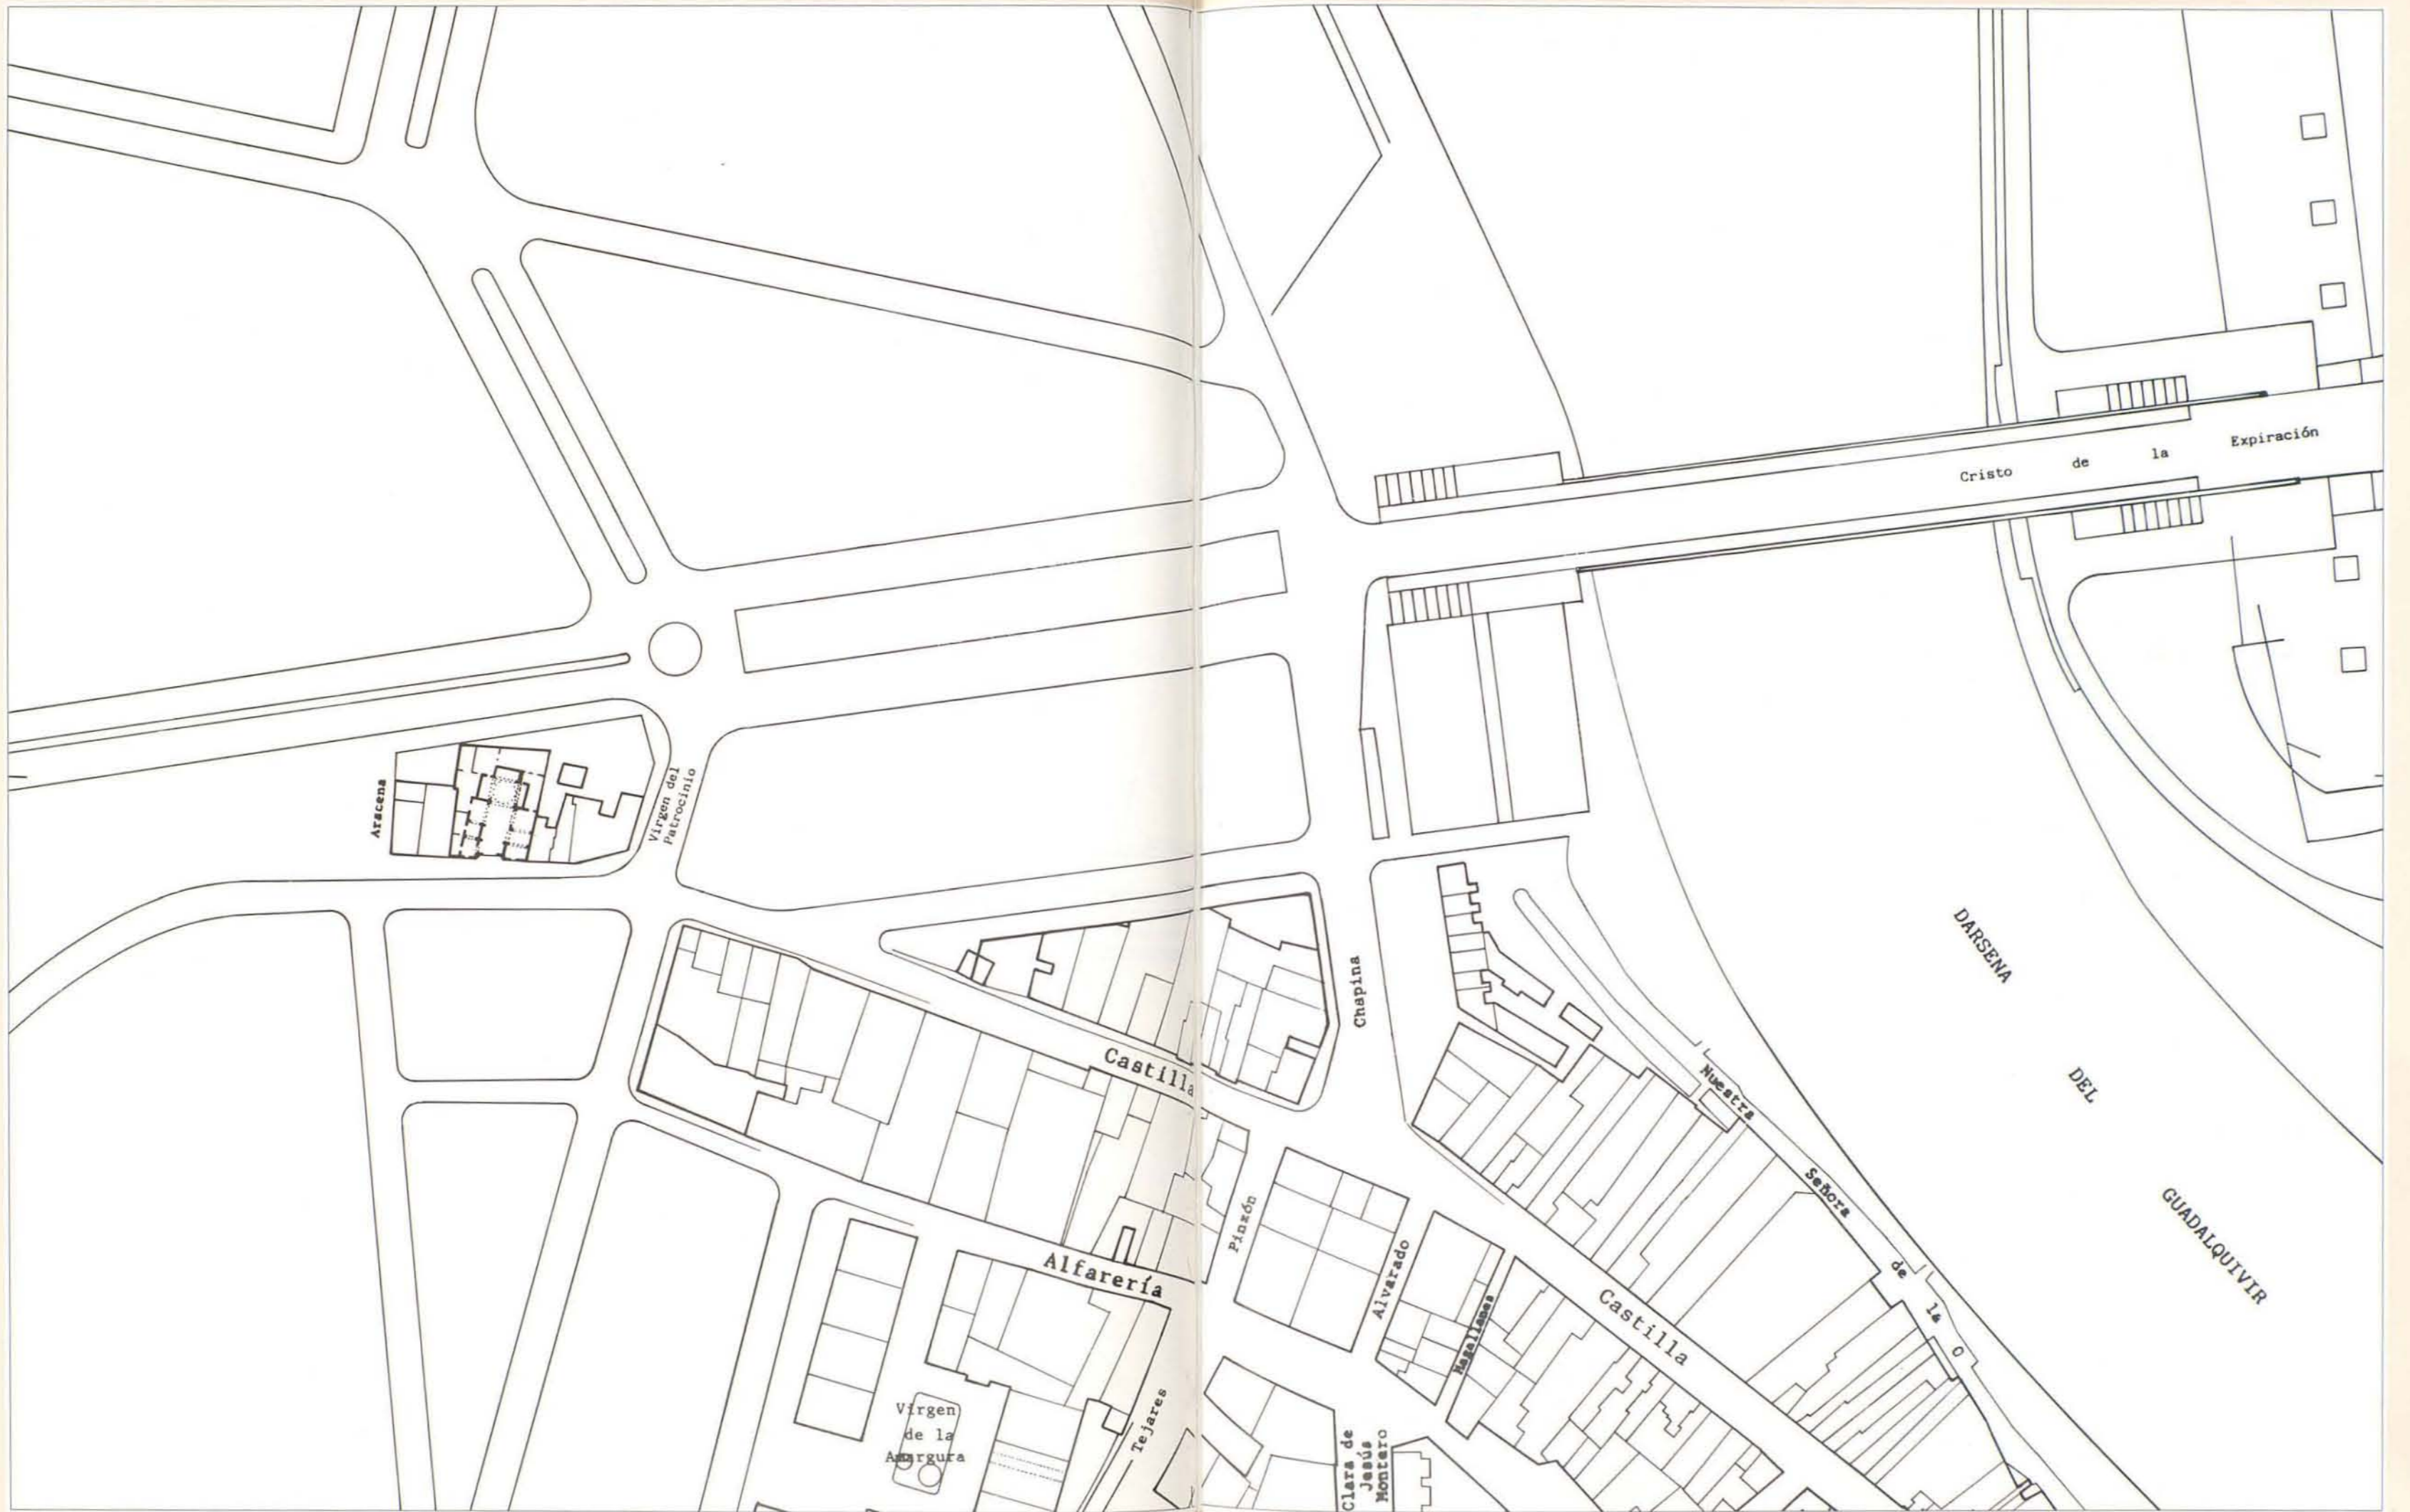 Cristo de la Expiración
Aracena
Virgen del
Patrocinio
Chapina
DARSENA
DEL
GUADALQUIVIR
Castilla
Nuestra Señora de la O
Pinzón
Alfarería
Alvarado
Magallanes
Castilla
Tejares
Virgen
de la
Amargura
Clara de
Jesús
Montero